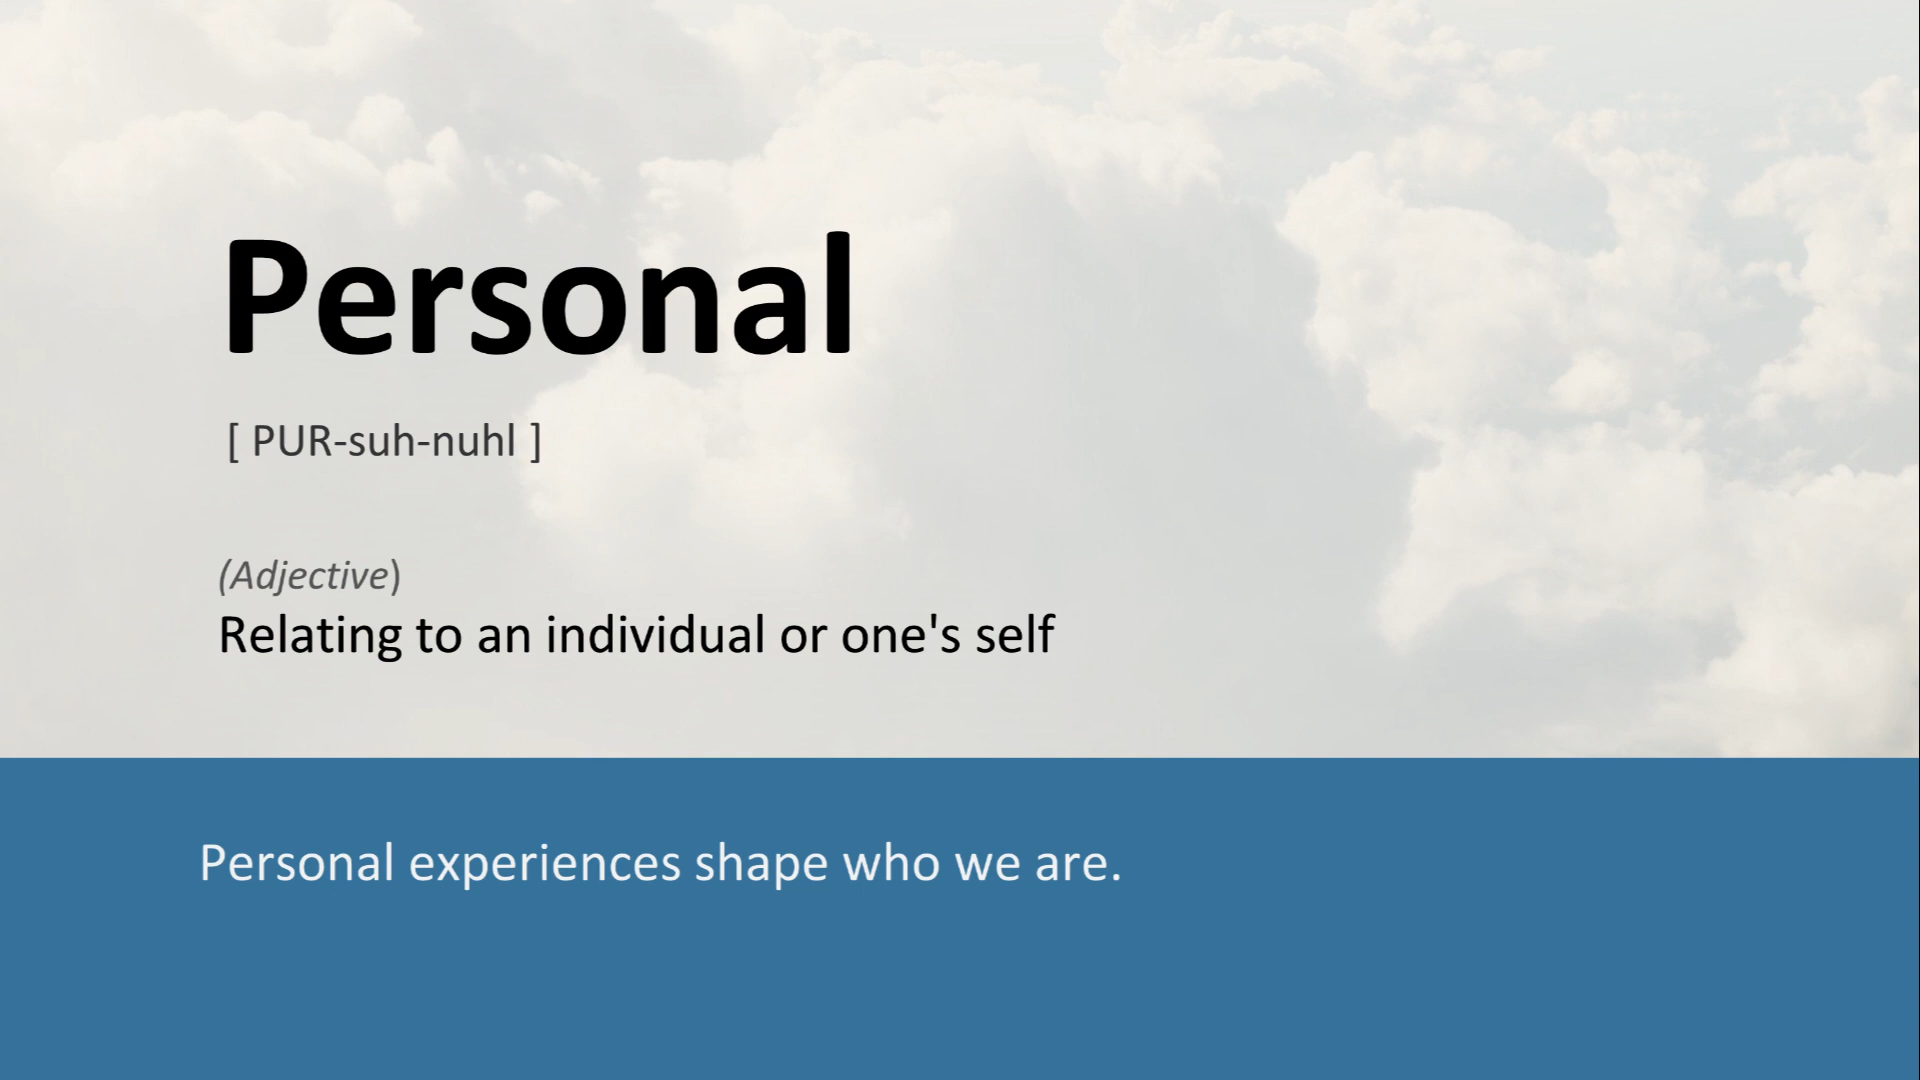 Personal
[ PUR-suh-nuhl ]
(Adjective)
Relating to an individual or one's self
Personal experiences shape who we are.